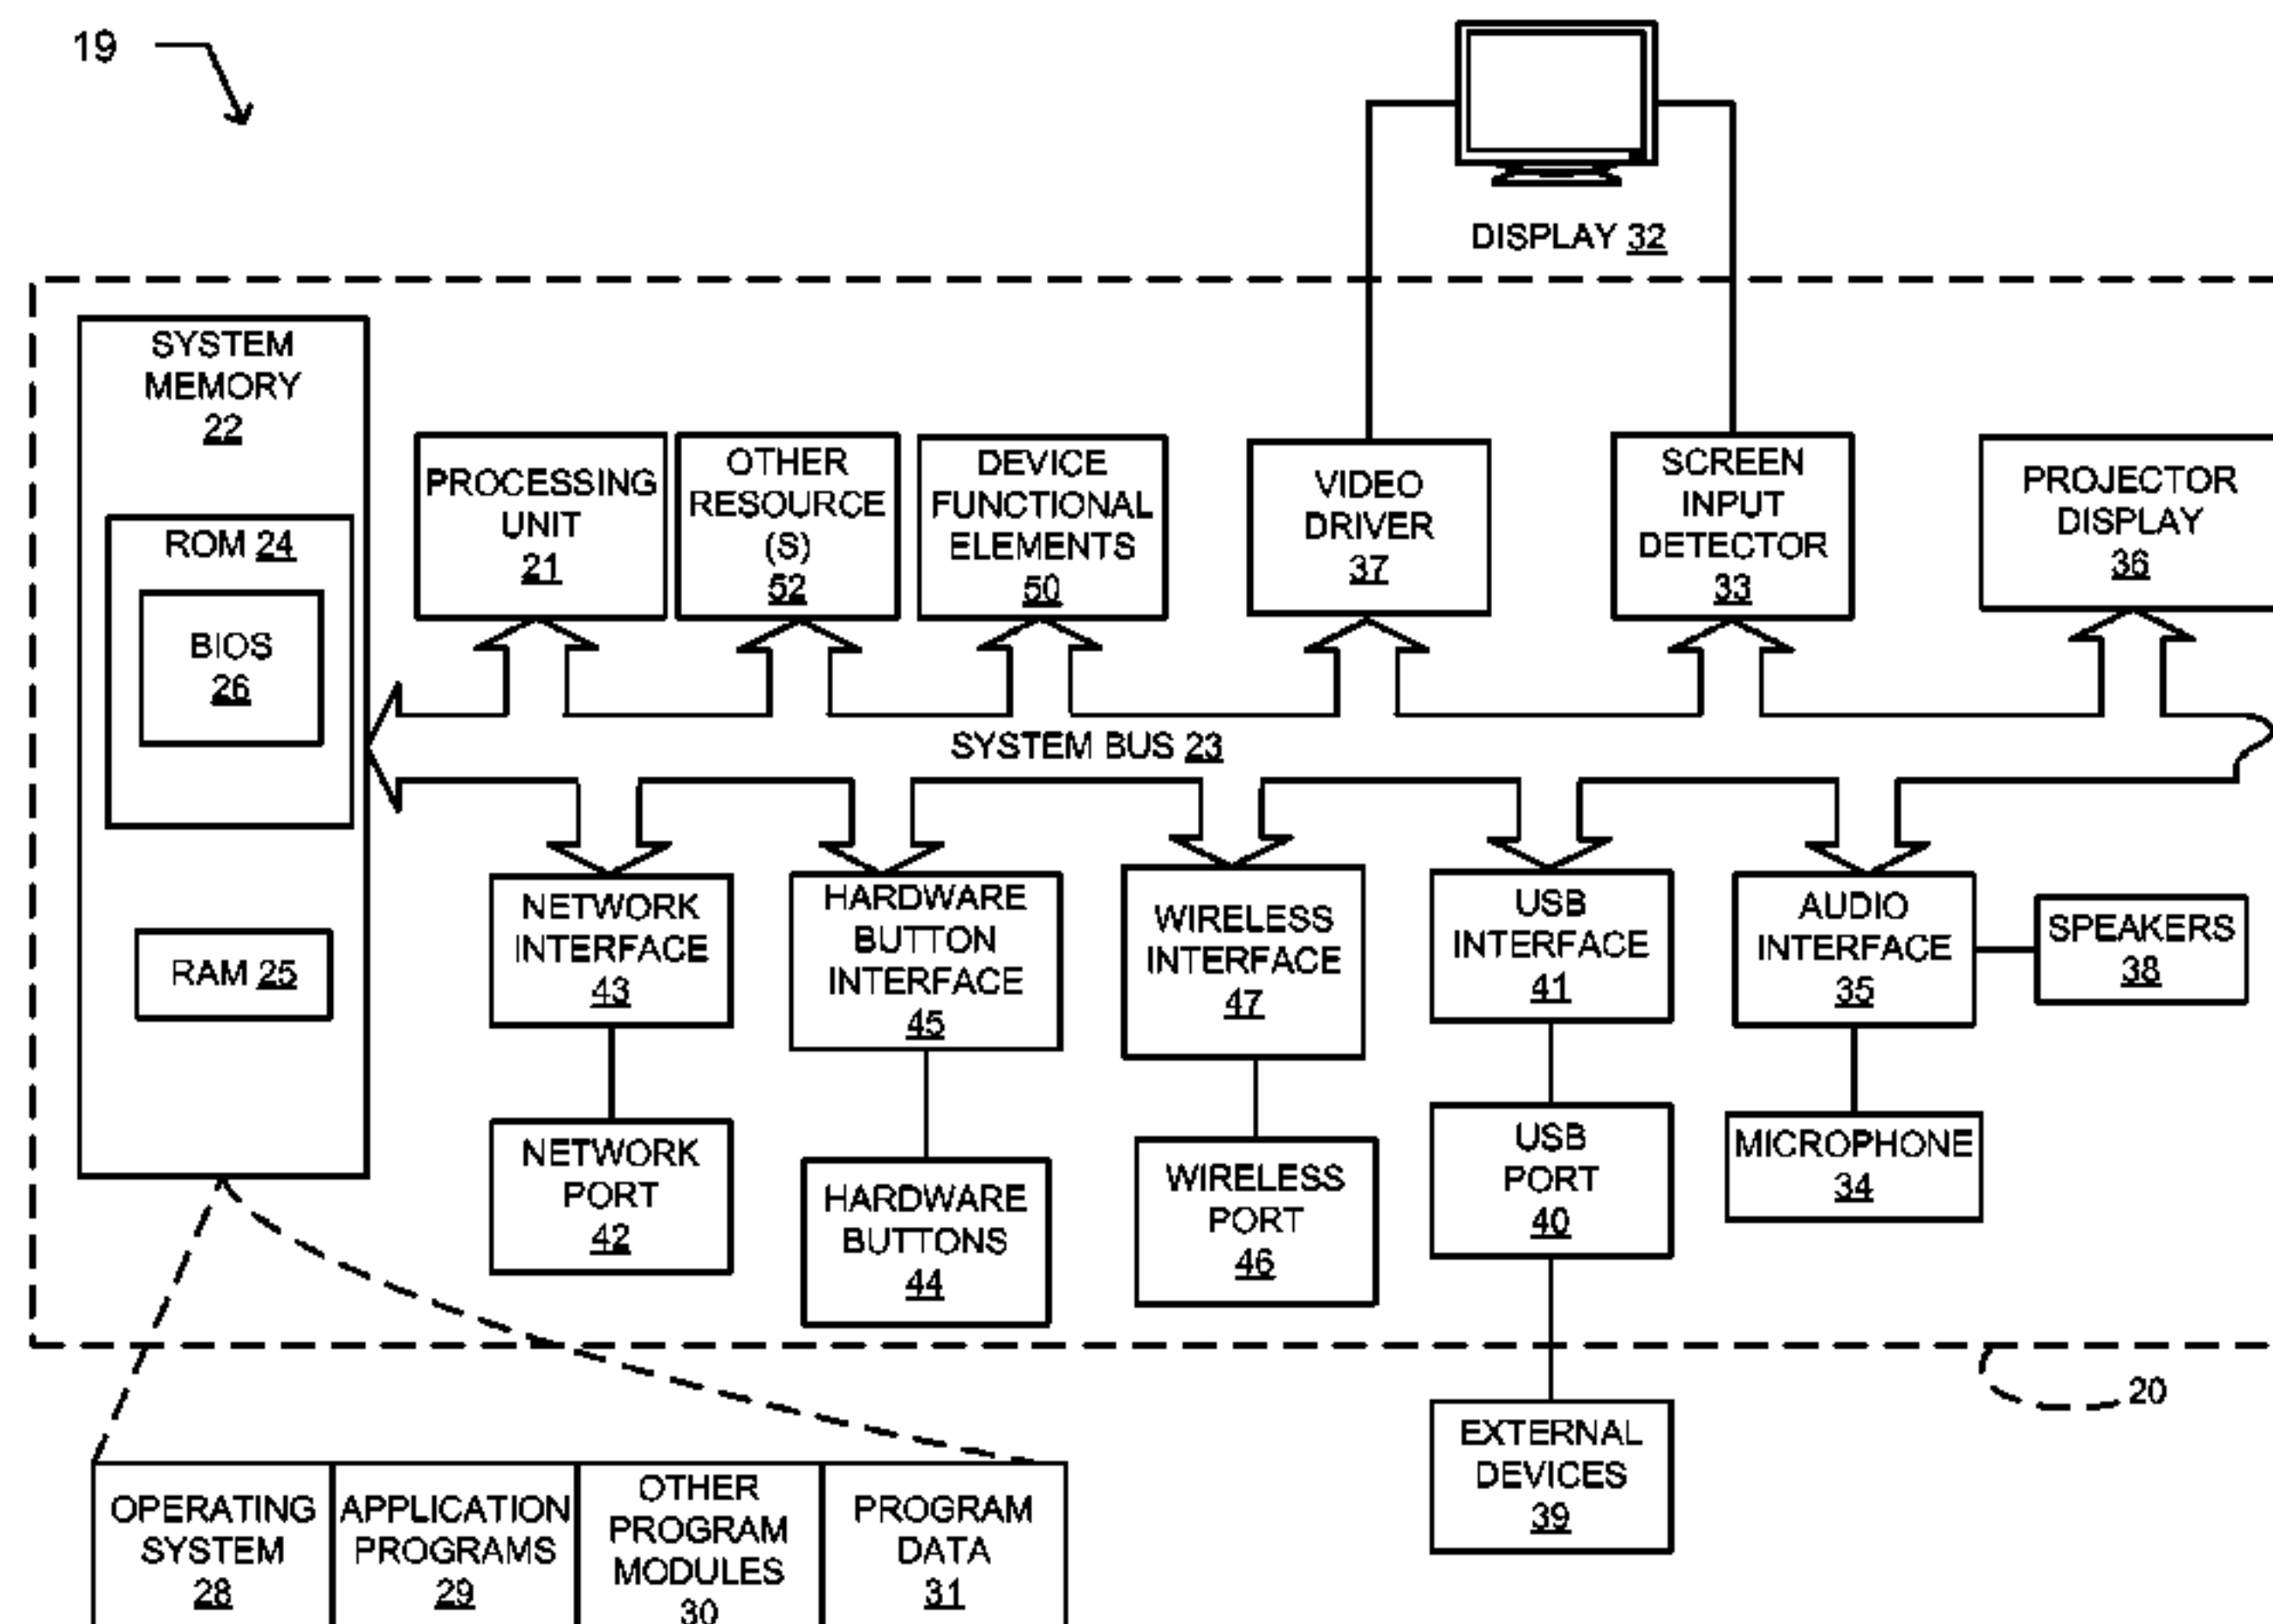 19
DISPLAY 32
SYSTEM
MEMORY
22
ROM 24
BIOS
26
RAM 25
PROCESSING
UNIT
21
OTHER
RESOURCE
(S)
52
DEVICE
FUNCTIONAL
ELEMENTS
50
VIDEO
DRIVER
37
SCREEN
INPUT
DETECTOR
33
PROJECTOR
DISPLAY
36
SYSTEM BUS 23
NETWORK
INTERFACE
43
HARDWARE
BUTTON
INTERFACE
45
WIRELESS
INTERFACE
47
USB
INTERFACE
41
AUDIO
INTERFACE
35
SPEAKERS
38
NETWORK
PORT
42
HARDWARE
BUTTONS
44
WIRELESS
PORT
46
USB
PORT
40
MICROPHONE
34
20
EXTERNAL
DEVICES
39
OPERATING
SYSTEM
28
APPLICATION
PROGRAMS
29
OTHER
PROGRAM
MODULES
30
PROGRAM
DATA
31